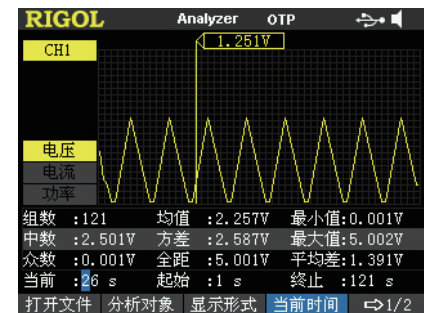 RIGOL Analyzer OTP
CH1 1.251V
电压
电流
功率
组数 :121 均值 :2.257V 最小值:0.001V
中数 :2.501V 方差 :2.587V 最大值:5.002V
众数 :0.001V 全距 :5.001V 平均差:1.391V
当前 :26 s 起始 :1 s 终止 :121 s
打开文件 分析对象 显示形式 当前时间 ⇨1/2